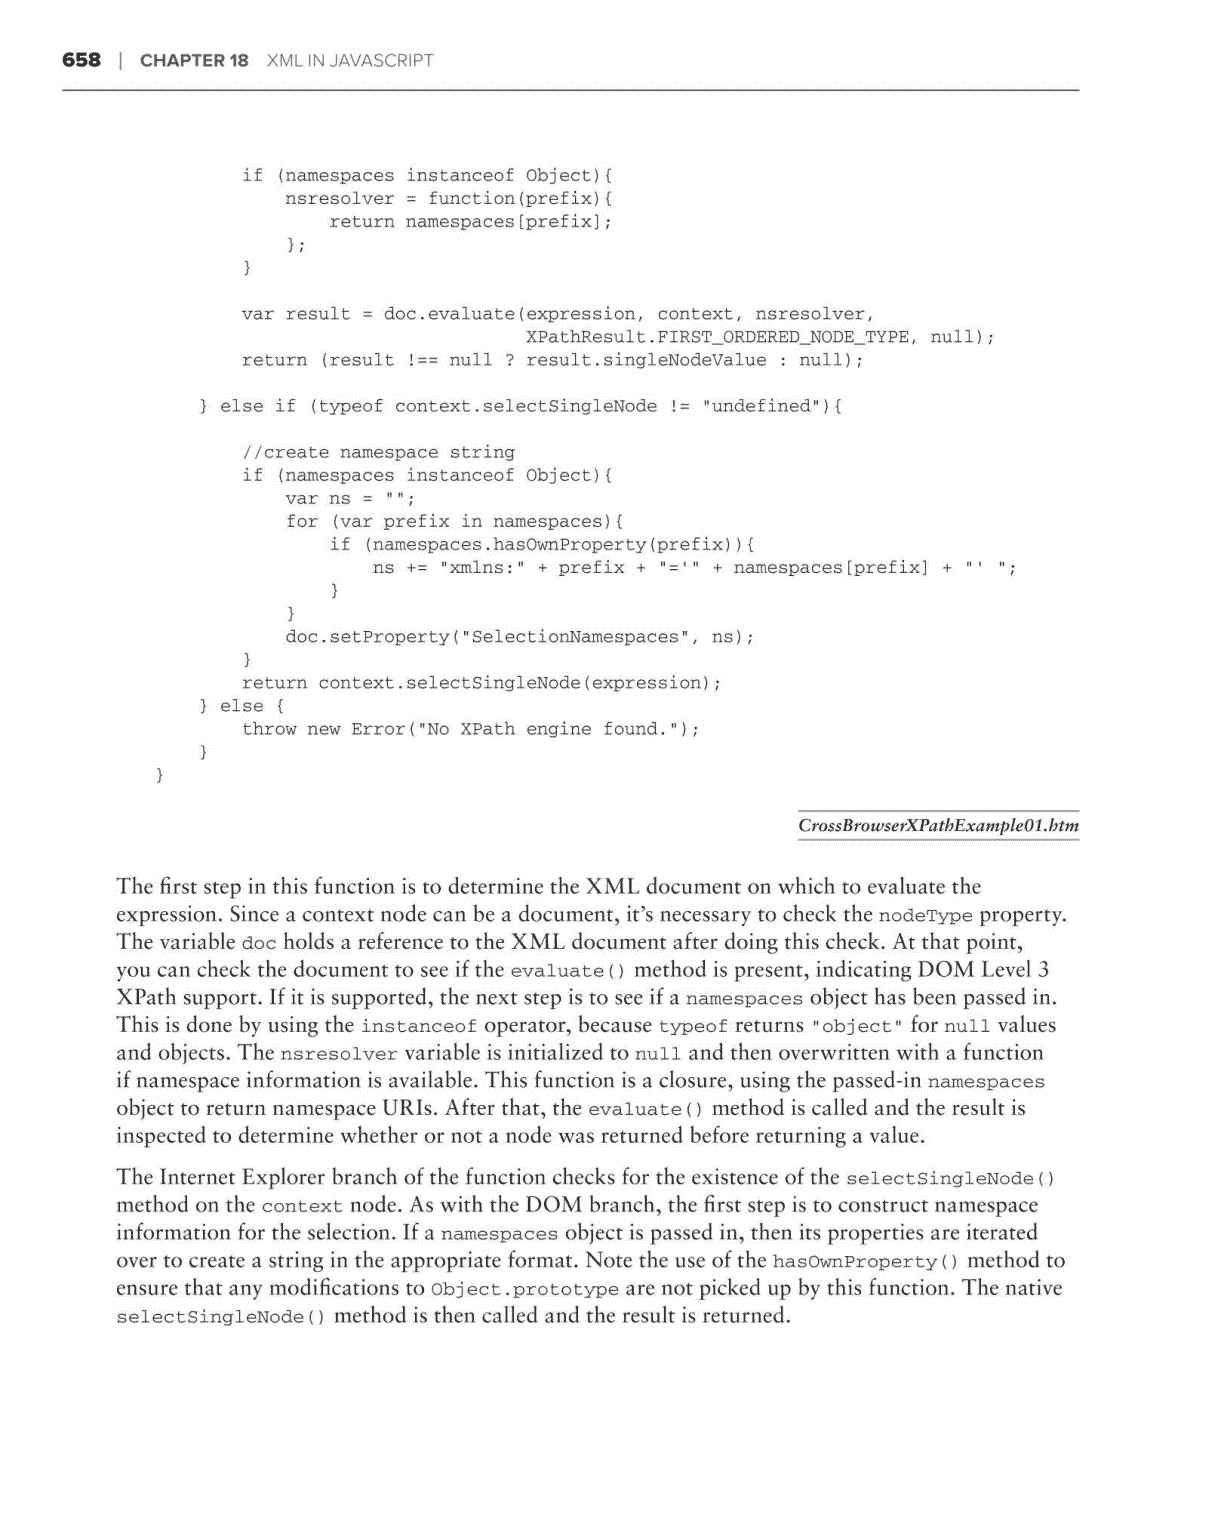 658 | CHAPTER 18 XML IN JAVASCRIPT
if (namespaces instanceof Object){
nsresolver = function(prefix){
return namespaces[prefix];
};
}
var result = doc.evaluate(expression, context, nsresolver,
XPathResult.FIRST_ORDERED_NODE_TYPE, null);
return (result !== null ? result.singleNodeValue : null);
} else if (typeof context.selectSingleNode != "undefined"){
//create namespace string
if (namespaces instanceof Object){
var ns = "";
for (var prefix in namespaces){
if (namespaces.hasOwnProperty(prefix)){
ns += "xmlns:" + prefix + "='" + namespaces[prefix] + "' ";
}
}
doc.setProperty("SelectionNamespaces", ns);
}
return context.selectSingleNode(expression);
} else {
throw new Error("No XPath engine found.");
}
}
CrossBrowserXPathExample01.htm
The first step in this function is to determine the XML document on which to evaluate the
expression. Since a context node can be a document, it's necessary to check the nodeType property.
The variable doc holds a reference to the XML document after doing this check. At that point,
you can check the document to see if the evaluate() method is present, indicating DOM Level 3
XPath support. If it is supported, the next step is to see if a namespaces object has been passed in.
This is done by using the instanceof operator, because typeof returns "object" for null values
and objects. The nsresolver variable is initialized to null and then overwritten with a function
if namespace information is available. This function is a closure, using the passed-in namespaces
object to return namespace URIs. After that, the evaluate() method is called and the result is
inspected to determine whether or not a node was returned before returning a value.
The Internet Explorer branch of the function checks for the existence of the selectSingleNode()
method on the context node. As with the DOM branch, the first step is to construct namespace
information for the selection. If a namespaces object is passed in, then its properties are iterated
over to create a string in the appropriate format. Note the use of the hasOwnProperty() method to
ensure that any modifications to Object.prototype are not picked up by this function. The native
selectSingleNode() method is then called and the result is returned.